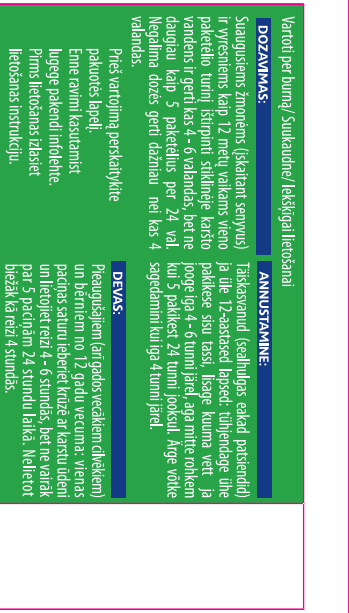 Vartoti per burną/ Suukaudne/ Iekšķīgai lietošanai
DOZAVIMAS:
Suaugusiems žmonėms (įskaitant senyvus)
ir vyresniems kaip 12 metų vaikams vieno
paketėlio turinį ištirpinti stiklinėje karšto
vandens ir gerti kas 4 - 6 valandas, bet ne
daugiau kaip 5 paketėlius per 24 val.
Negalima dozės gerti dažniau nei kas 4
valandas.
Prieš vartojimą perskaitykite
pakuotės lapelį.
Enne ravimi kasutamist
lugege pakendi infolehte.
Pirms lietošanas izlasiet
lietošanas instrukciju.
ANNUSTAMINE:
Täiskasvanud (sealhulgas eakad patsiendid)
ja üle 12-aastased lapsed: tühjendage ühe
pakikese sisu tassi, lisage kuuma vett ja
jooge iga 4 - 6 tunni järel, aga mitte rohkem
kui 5 pakikest 24 tunni jooksul. Ärge võtke
sagedamini kui iga 4 tunni järel.
DEVAS:
Pieaugušajiem (arī gados vecākiem cilvēkiem)
un bērniem no 12 gadu vecuma: vienas
paciņas saturu ieberiet krūzē ar karstu ūdeni
un lietojiet reizi 4 - 6 stundās, bet ne vairāk
par 5 paciņām 24 stundu laikā. Nelietot
biežāk kā reizi 4 stundās.